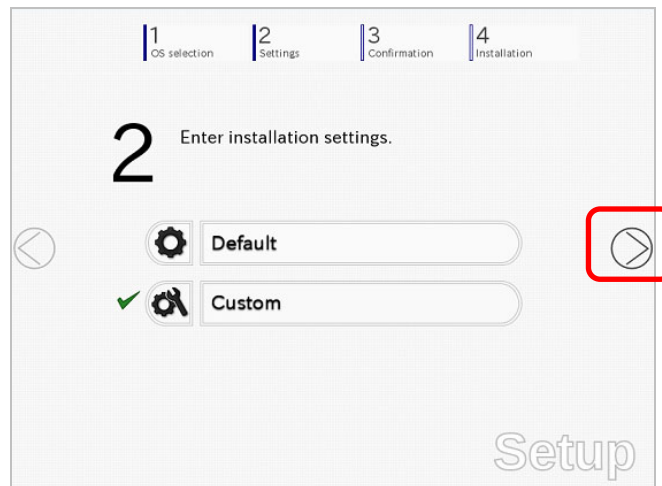 1
OS selection
2
Settings
3
Confirmation
4
Installation
2
Enter installation settings.
Default
Custom
Setup